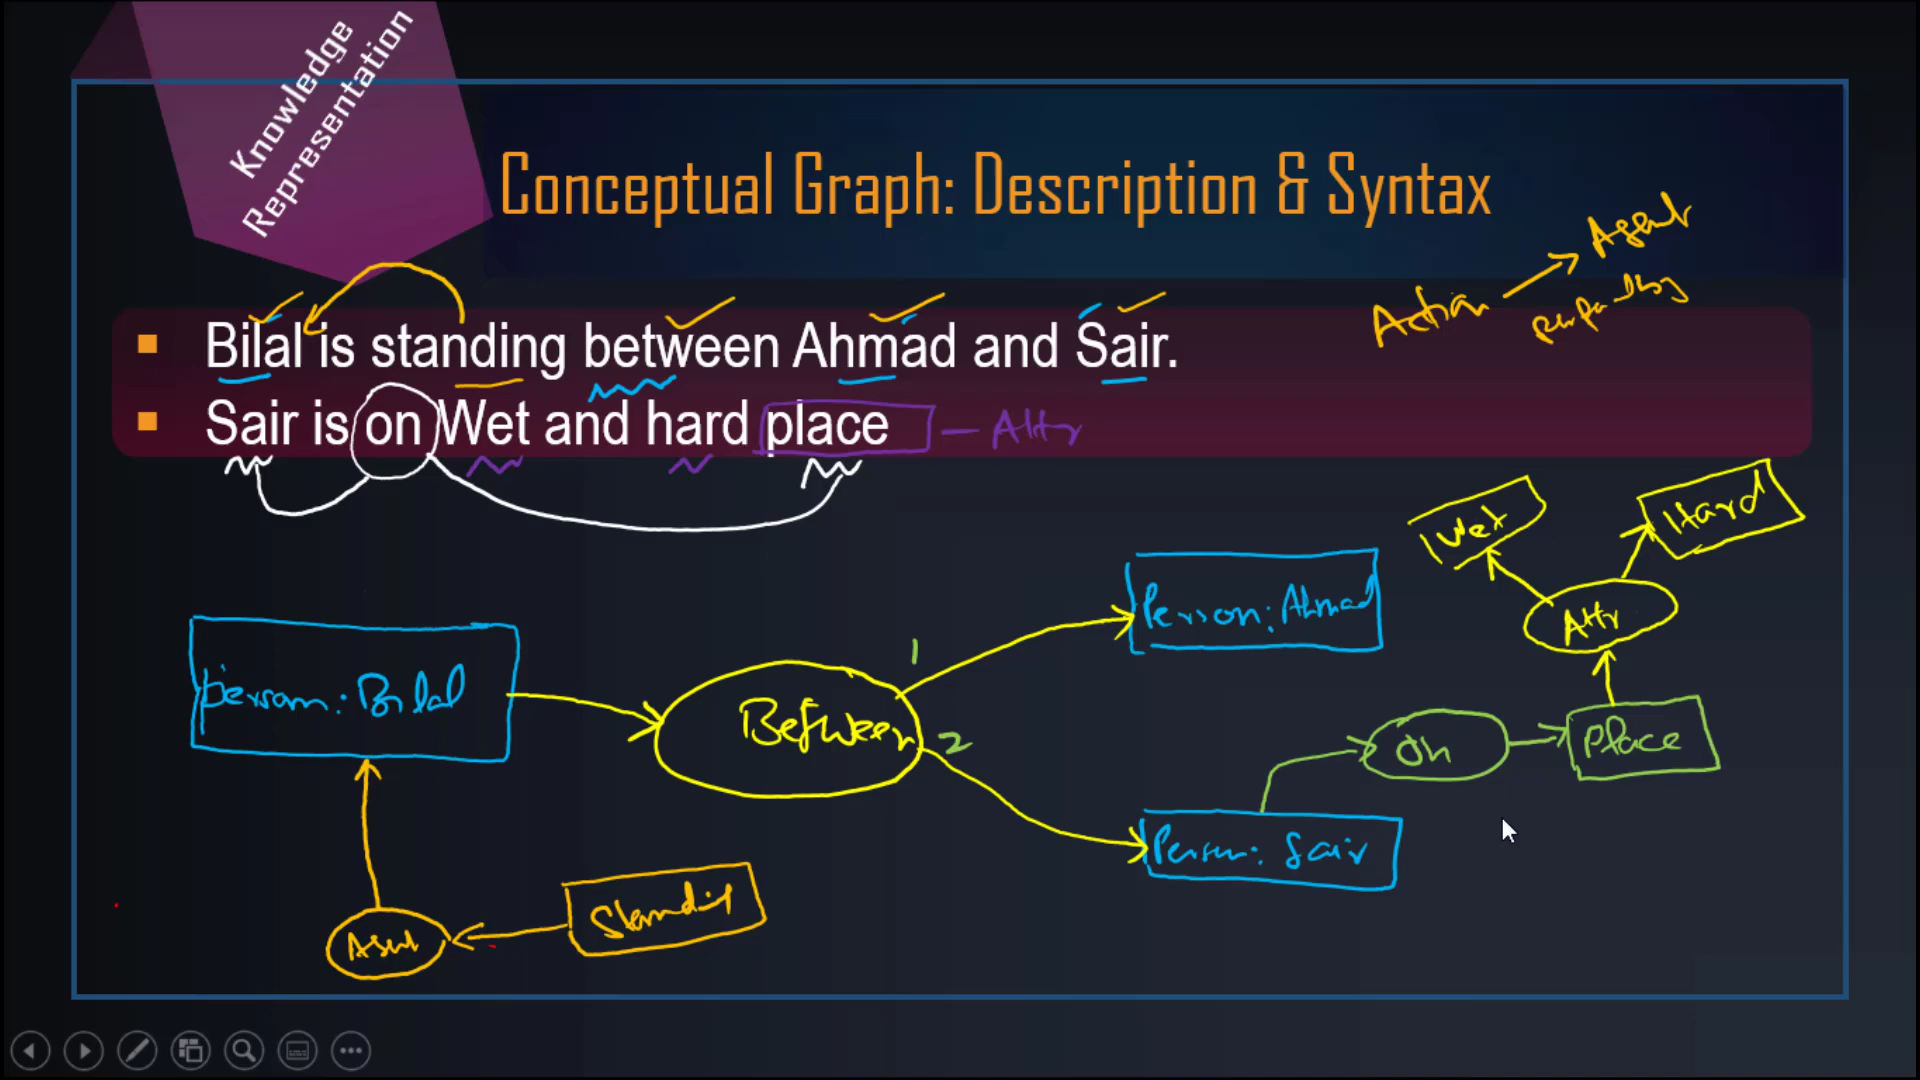 Knowledge
Representation
Conceptual Graph: Description & Syntax
Action → Agent
Bilal is standing between Ahmad and Sair.
Sair is on Wet and hard place — Attr
Wet
Hard
Person: Ahmad
Attr
person: Bilal
1
Between
2
On
Place
Person: Sair
Standing
Agent